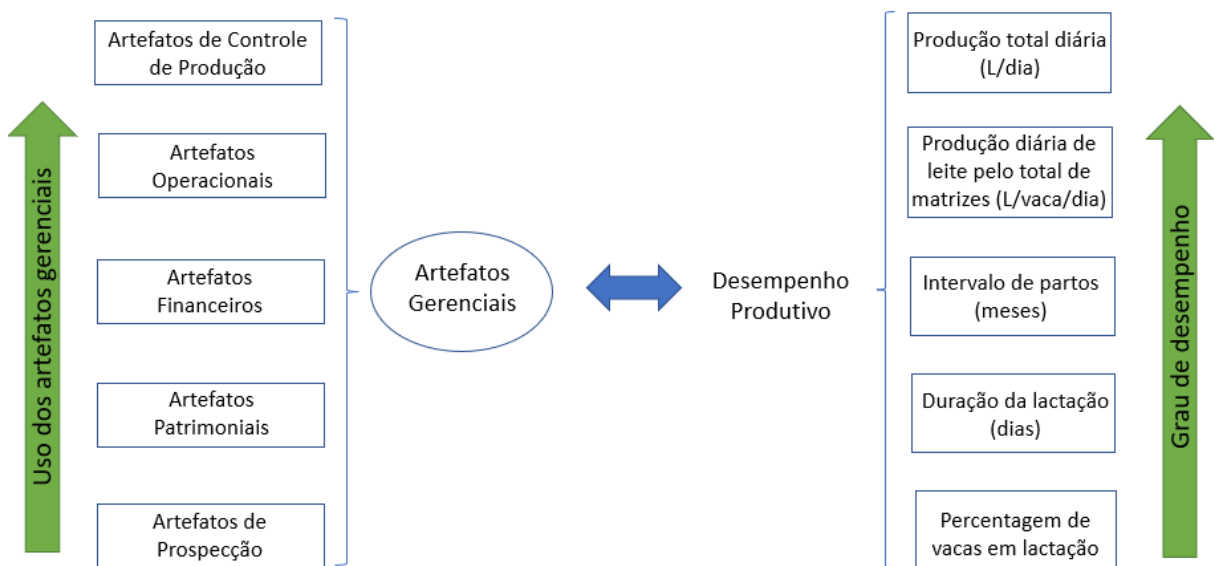 Uso dos artefatos gerenciais
Artefatos de Controle
de Produção
Artefatos
Operacionais
Artefatos
Financeiros
Artefatos
Patrimoniais
Artefatos de
Prospecção
Artefatos
Gerenciais
Desempenho
Produtivo
Produção total diária
(L/dia)
Produção diária de
leite pelo total de
matrizes (L/vaca/dia)
Intervalo de partos
(meses)
Duração da lactação
(dias)
Percentagem de
vacas em lactação
Grau de desempenho